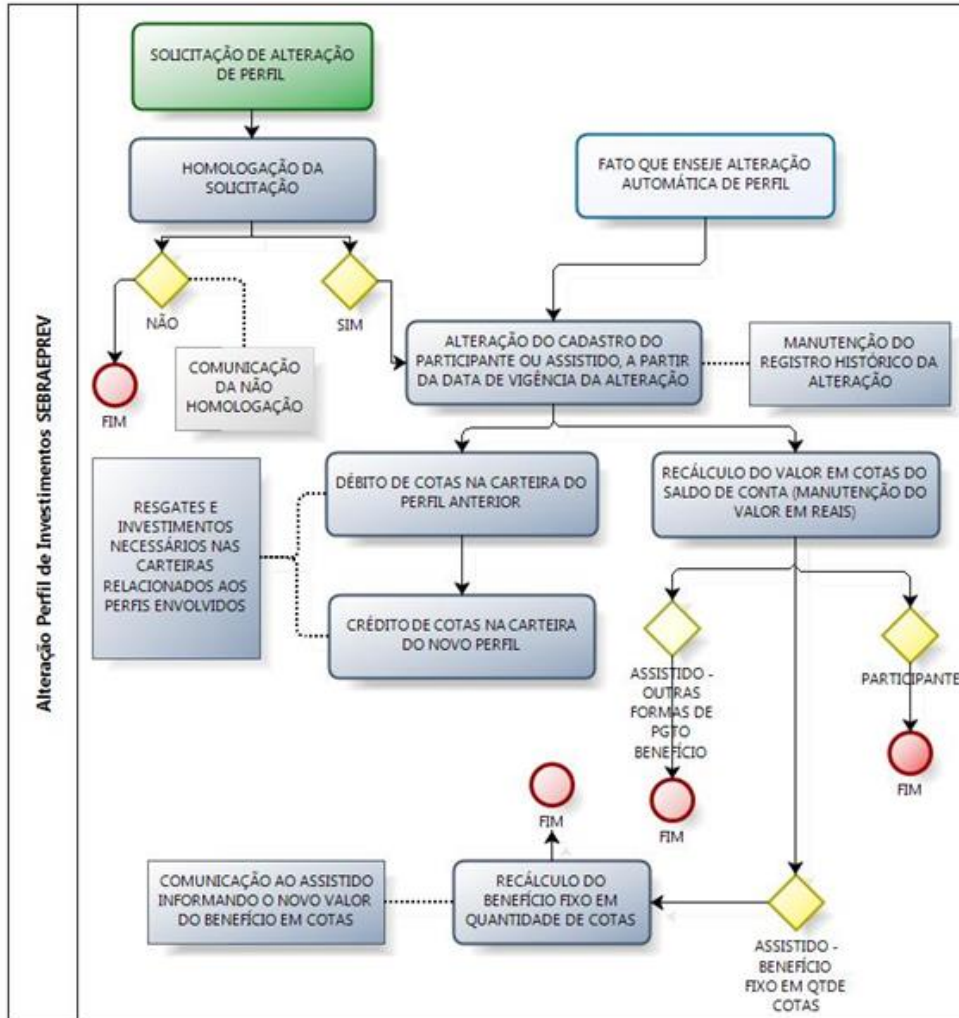 Alteração Perfil de Investimentos SEBRAEPREV
SOLICITAÇÃO DE ALTERAÇÃO
DE PERFIL
HOMOLOGAÇÃO DA
SOLICITAÇÃO
FATO QUE ENSEJE ALTERAÇÃO
AUTOMÁTICA DE PERFIL
NÃO
SIM
FIM
COMUNICAÇÃO
DA NÃO
HOMOLOGAÇÃO
ALTERAÇÃO DO CADASTRO DO
PARTICIPANTE OU ASSISTIDO, A PARTIR
DA DATA DE VIGÊNCIA DA ALTERAÇÃO
MANUTENÇÃO DO
REGISTRO HISTÓRICO DA
ALTERAÇÃO
RESGATES E
INVESTIMENTOS
NECESSÁRIOS NAS
CARTEIRAS
RELACIONADOS AOS
PERFIS ENVOLVIDOS
DÉBITO DE COTAS NA CARTEIRA DO
PERFIL ANTERIOR
RECÁLCULO DO VALOR EM COTAS DO
SALDO DE CONTA (MANUTENÇÃO DO
VALOR EM REAIS)
CRÉDITO DE COTAS NA CARTEIRA
DO NOVO PERFIL
ASSISTIDO -
OUTRAS
FORMAS DE
PGTO
BENEFÍCIO
PARTICIPANTE
FIM
FIM
FIM
COMUNICAÇÃO AO ASSISTIDO
INFORMANDO O NOVO VALOR
DO BENEFÍCIO EM COTAS
RECÁLCULO DO
BENEFÍCIO FIXO EM
QUANTIDADE DE COTAS
ASSISTIDO -
BENEFÍCIO
FIXO EM QTDE
COTAS